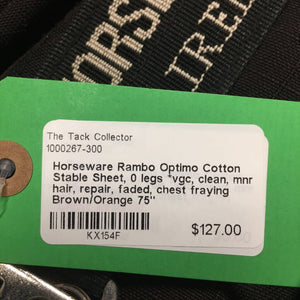 HORSE
IREL
The Tack Collector
1000267-300
Horseware Rambo Optimo Cotton
Stable Sheet, 0 legs *vgc, clean, mnr
hair, repair, faded, chest fraying
Brown/Orange 75"
$127.00
KX154F